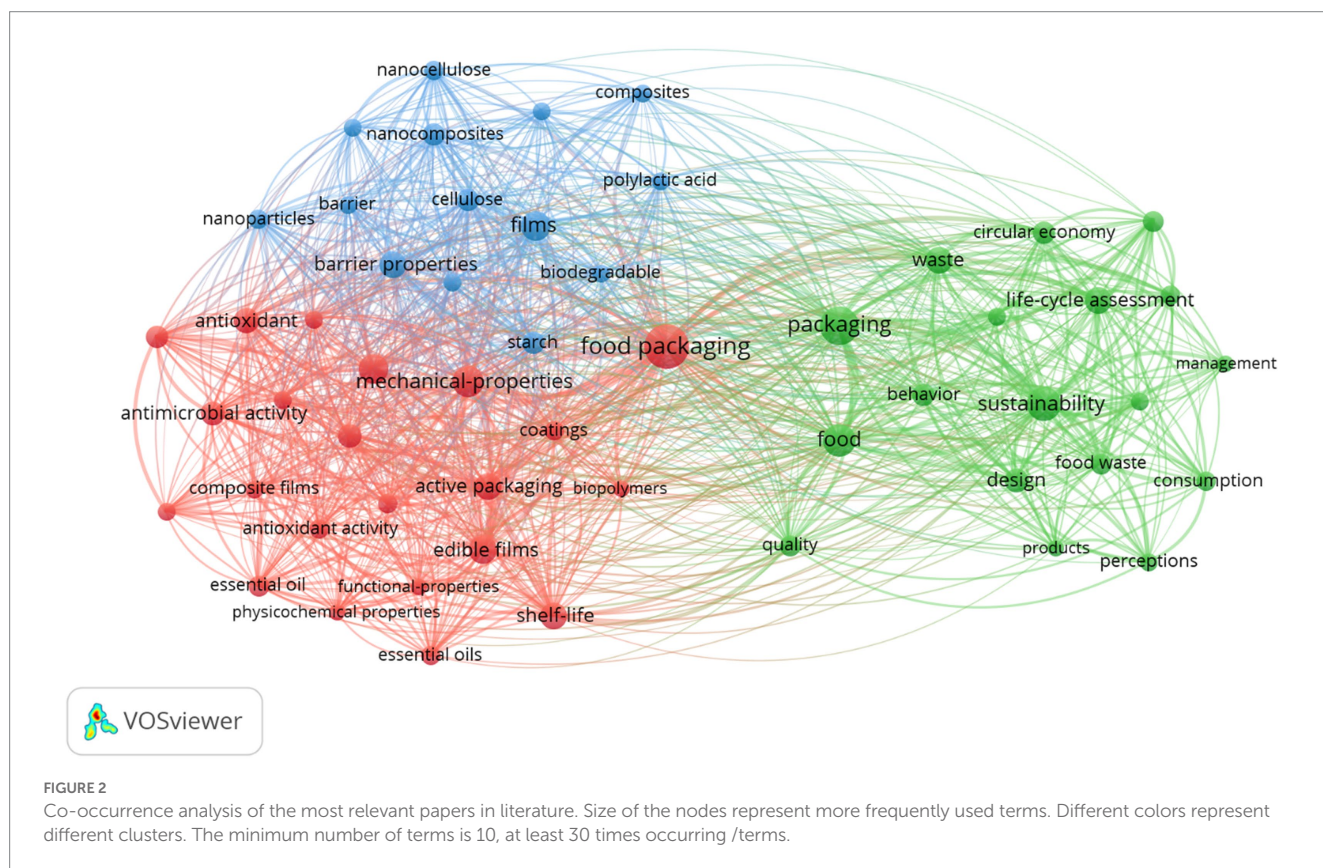 nanocellulose
composites
nanocomposites
polylactic acid
cellulose
barrier
nanoparticles
films
circular economy
waste
barrier properties
biodegradable
life-cycle assessment
antioxidant
packaging
starch
food packaging
management
mechanical-properties
behavior
sustainability
antimicrobial activity
coatings
food
food waste
design
consumption
composite films
active packaging
biopolymers
antioxidant activity
edible films
quality
products
perceptions
essential oil
functional-properties
physicochemical properties
shelf-life
essential oils
VOSviewer
FIGURE 2
Co-occurrence analysis of the most relevant papers in literature. Size of the nodes represent more frequently used terms. Different colors represent
different clusters. The minimum number of terms is 10, at least 30 times occurring /terms.